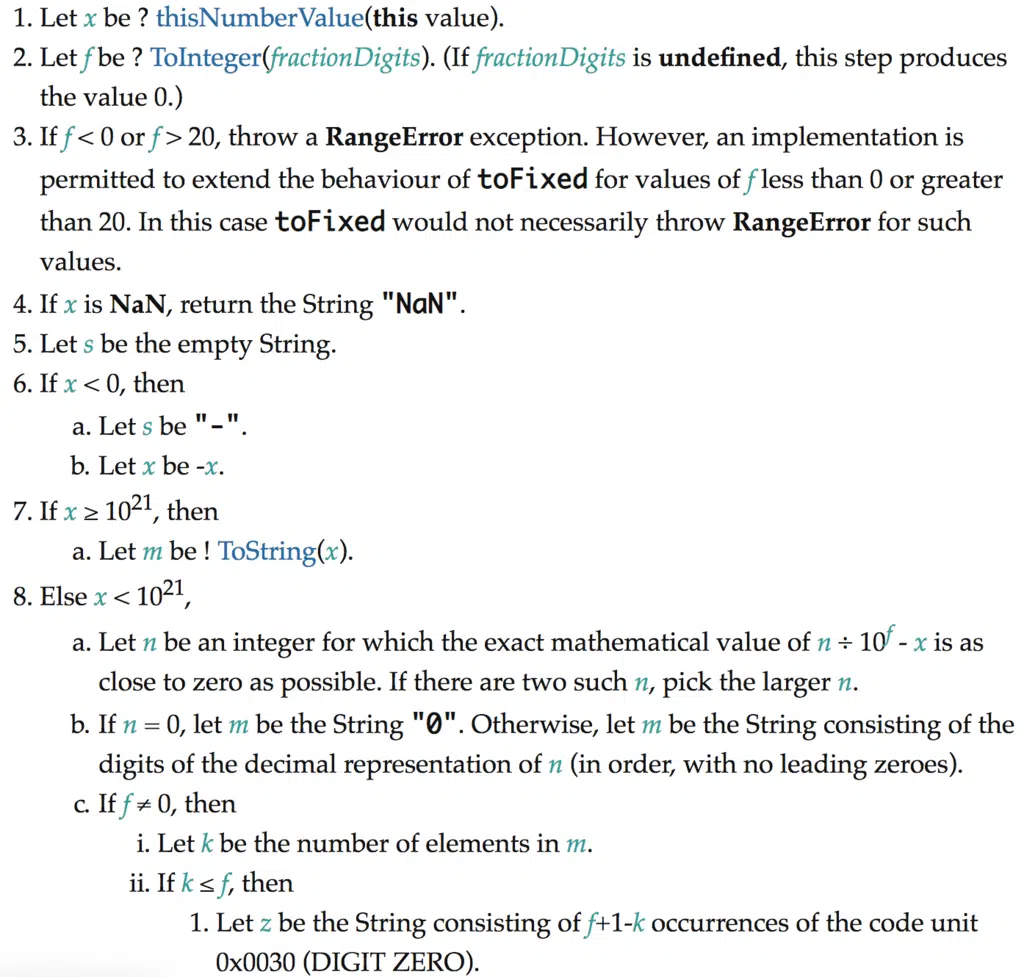 1. Let x be ? thisNumberValue(this value).
2. Let f be ? ToInteger(fractionDigits). (If fractionDigits is undefined, this step produces
the value 0.)
3. If f < 0 or f > 20, throw a RangeError exception. However, an implementation is
permitted to extend the behaviour of toFixed for values of f less than 0 or greater
than 20. In this case toFixed would not necessarily throw RangeError for such
values.
4. If x is NaN, return the String "NaN".
5. Let s be the empty String.
6. If x < 0, then
a. Let s be "-".
b. Let x be -x.
7. If x ≥ 10²¹, then
a. Let m be ! ToString(x).
8. Else x < 10²¹,
a. Let n be an integer for which the exact mathematical value of n ÷ 10^f - x is as
close to zero as possible. If there are two such n, pick the larger n.
b. If n = 0, let m be the String "0". Otherwise, let m be the String consisting of the
digits of the decimal representation of n (in order, with no leading zeroes).
c. If f ≠ 0, then
i. Let k be the number of elements in m.
ii. If k ≤ f, then
1. Let z be the String consisting of f+1-k occurrences of the code unit
0x0030 (DIGIT ZERO).